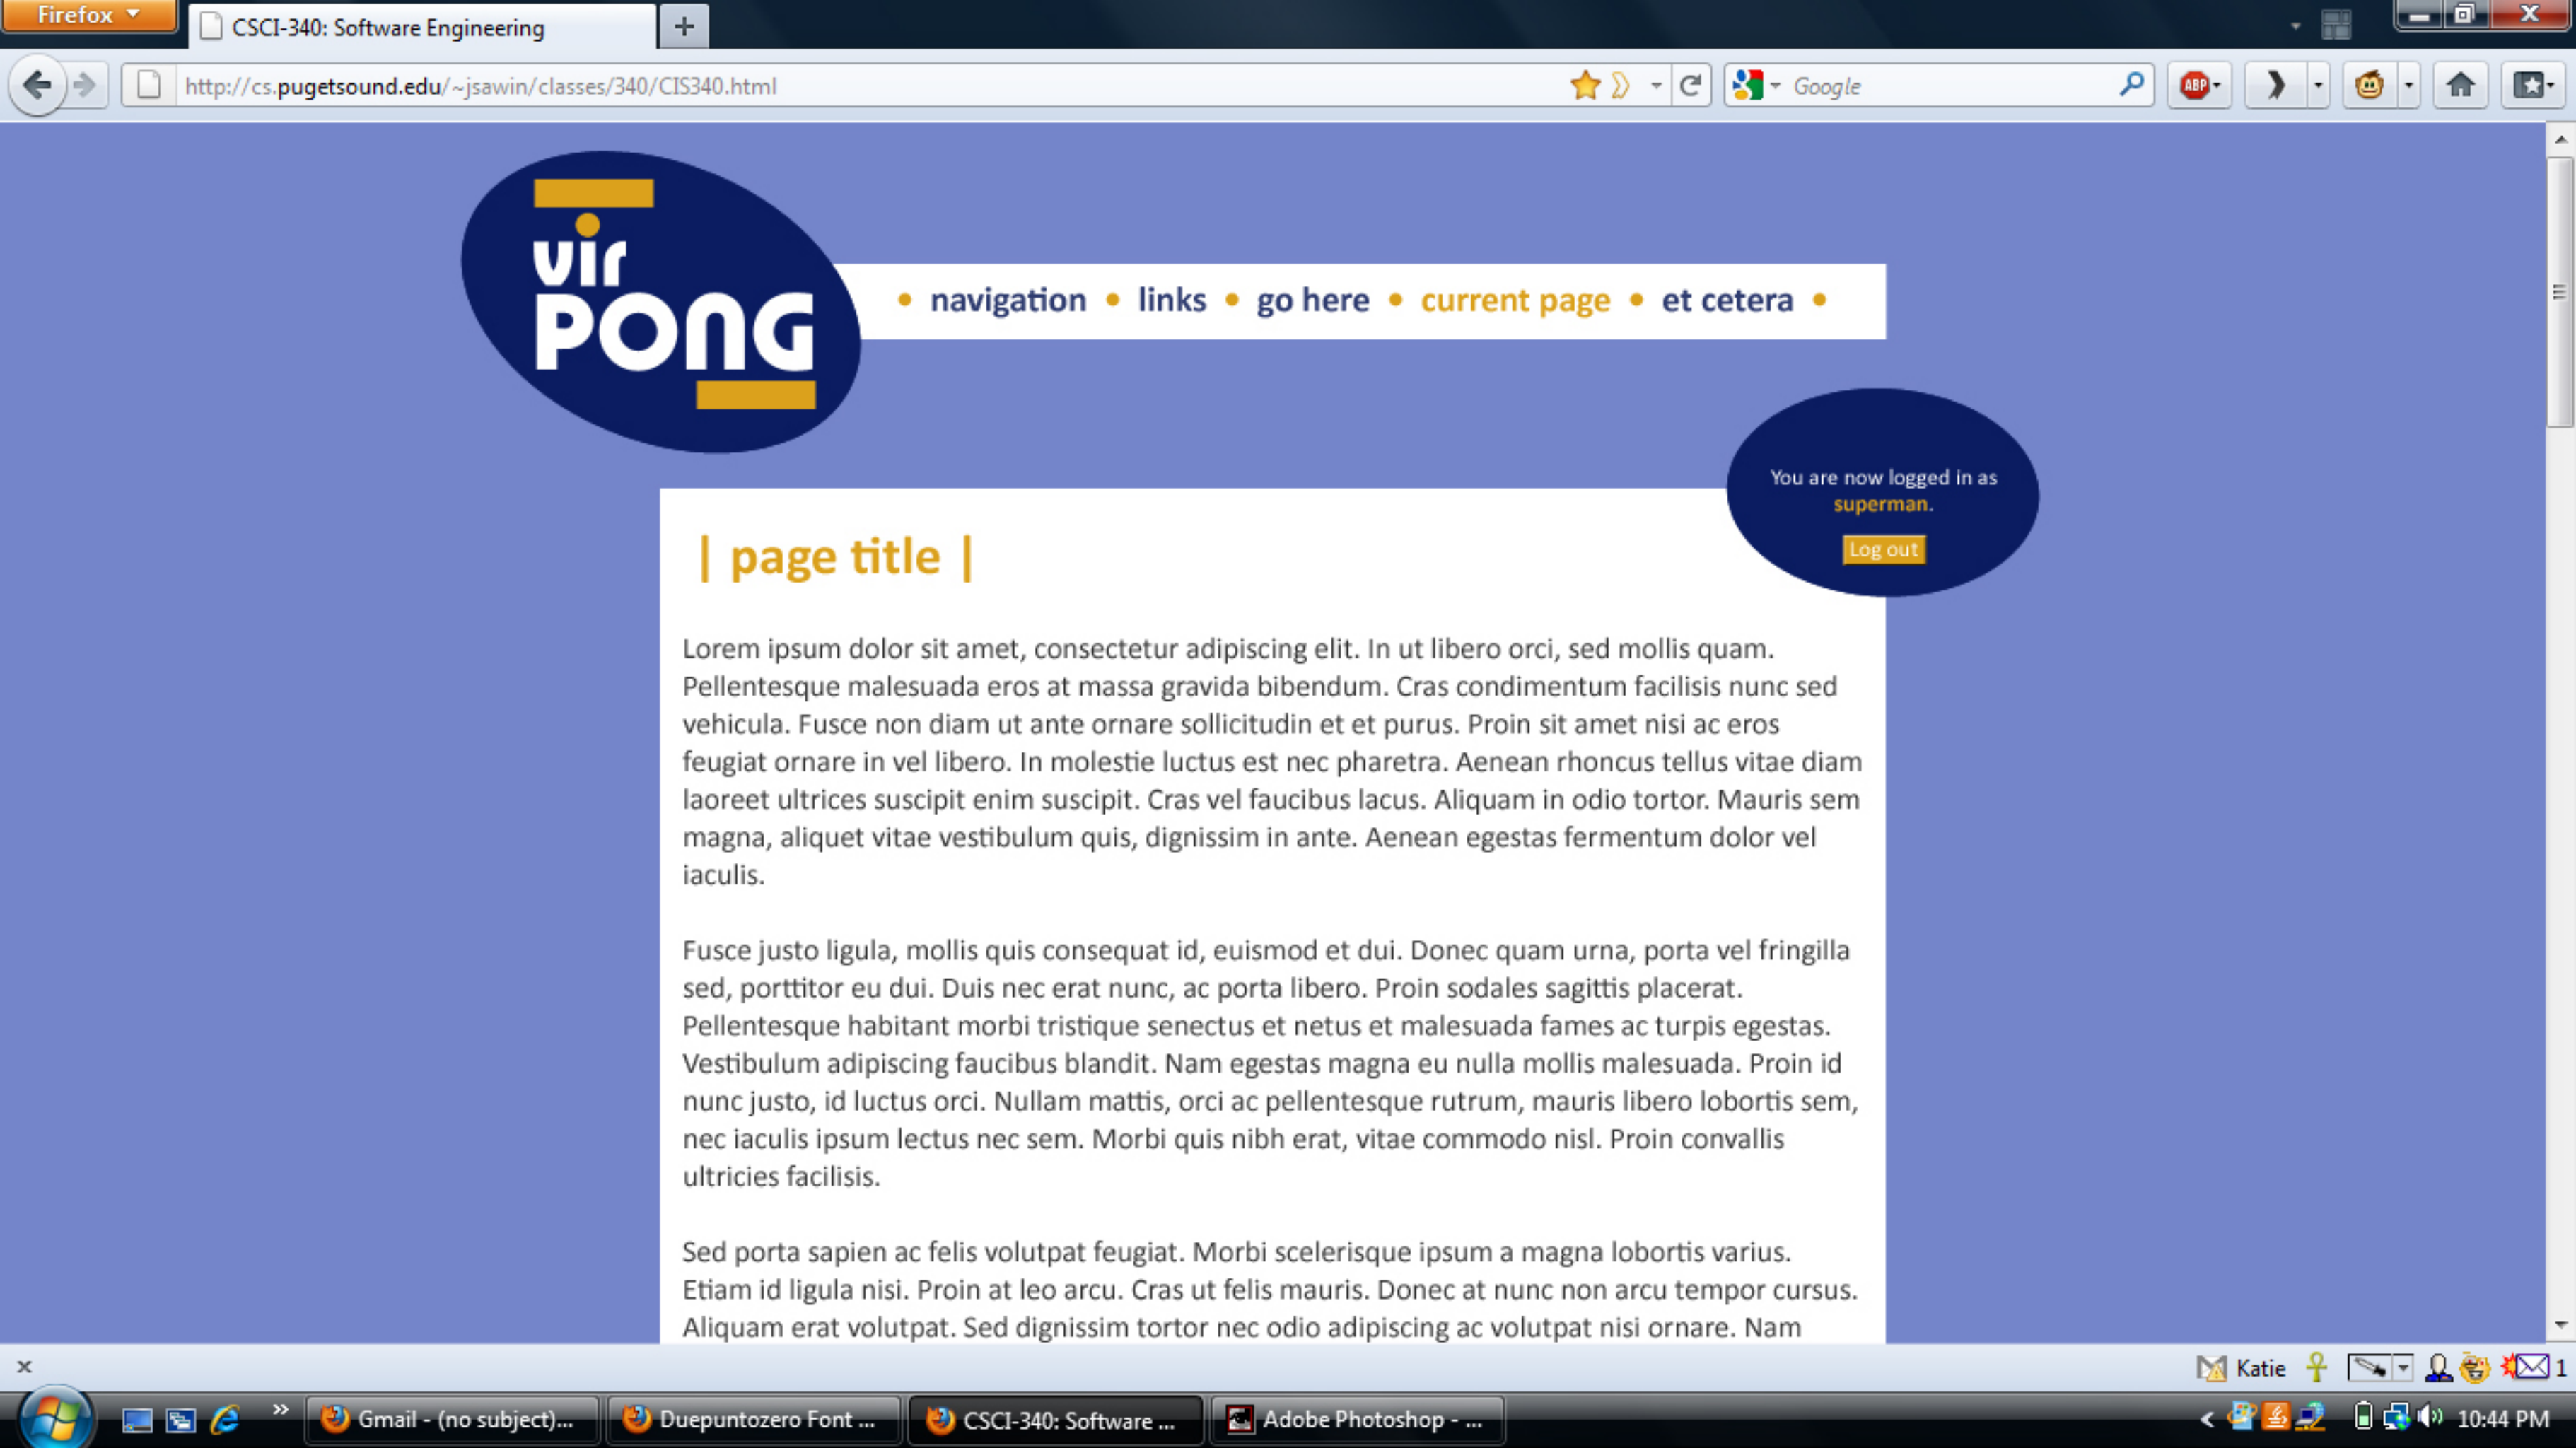 Firefox
CSCI-340: Software Engineering
http://cs.pugetsound.edu/~jsawin/classes/340/CIS340.html
Google
ABP
vir
PONG
• navigation • links • go here • current page • et cetera •
You are now logged in as
superman.
Log out
| page title |
Lorem ipsum dolor sit amet, consectetur adipiscing elit. In ut libero orci, sed mollis quam.
Pellentesque malesuada eros at massa gravida bibendum. Cras condimentum facilisis nunc sed
vehicula. Fusce non diam ut ante ornare sollicitudin et et purus. Proin sit amet nisi ac eros
feugiat ornare in vel libero. In molestie luctus est nec pharetra. Aenean rhoncus tellus vitae diam
laoreet ultrices suscipit enim suscipit. Cras vel faucibus lacus. Aliquam in odio tortor. Mauris sem
magna, aliquet vitae vestibulum quis, dignissim in ante. Aenean egestas fermentum dolor vel
iaculis.
Fusce justo ligula, mollis quis consequat id, euismod et dui. Donec quam urna, porta vel fringilla
sed, porttitor eu dui. Duis nec erat nunc, ac porta libero. Proin sodales sagittis placerat.
Pellentesque habitant morbi tristique senectus et netus et malesuada fames ac turpis egestas.
Vestibulum adipiscing faucibus blandit. Nam egestas magna eu nulla mollis malesuada. Proin id
nunc justo, id luctus orci. Nullam mattis, orci ac pellentesque rutrum, mauris libero lobortis sem,
nec iaculis ipsum lectus nec sem. Morbi quis nibh erat, vitae commodo nisl. Proin convallis
ultricies facilisis.
Sed porta sapien ac felis volutpat feugiat. Morbi scelerisque ipsum a magna lobortis varius.
Etiam id ligula nisi. Proin at leo arcu. Cras ut felis mauris. Donec at nunc non arcu tempor cursus.
Aliquam erat volutpat. Sed dignissim tortor nec odio adipiscing ac volutpat nisi ornare. Nam
Katie
1
Gmail - (no subject)...
Duepuntozero Font ...
CSCI-340: Software ...
Adobe Photoshop - ...
10:44 PM